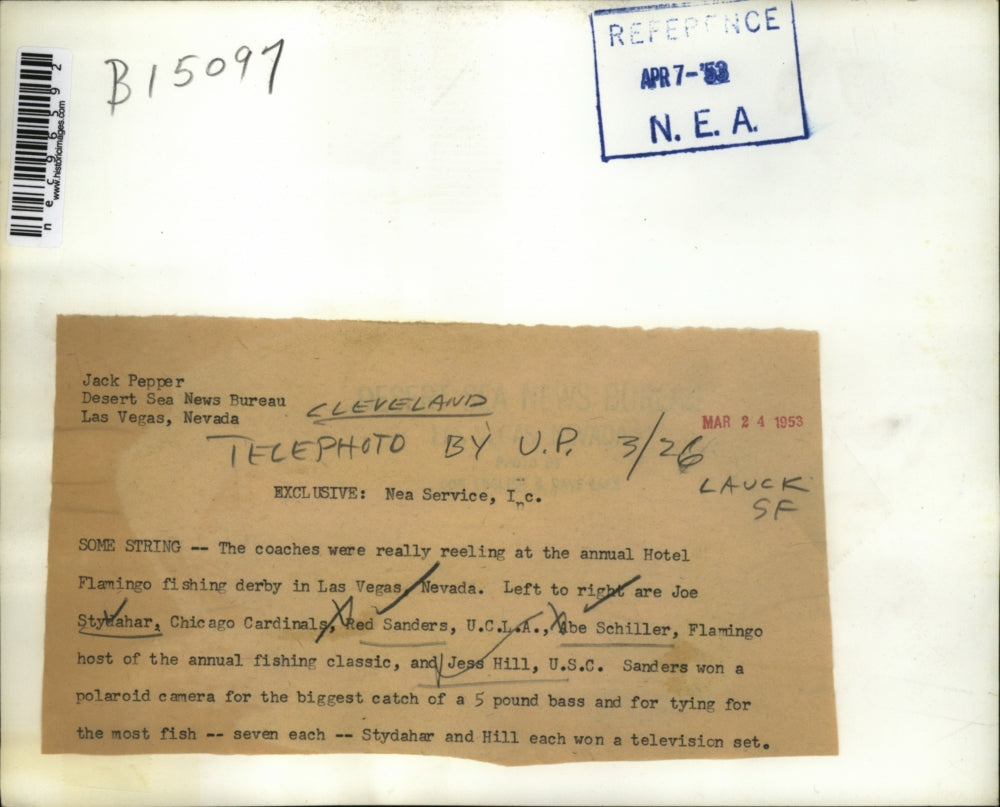 B15097
REFERENCE
APR 7-'53
N. E. A.
nec96592
www.historicimages.com
Jack Pepper
Desert Sea News Bureau
Las Vegas, Nevada
CLEVELAND
MAR 24 1953
TELEPHOTO BY U.P. 3/26
LAUCK
SF
EXCLUSIVE: Nea Service, Inc.
SOME STRING -- The coaches were really reeling at the annual Hotel
Flamingo fishing derby in Las Vegas, Nevada. Left to right are Joe
Stydahar, Chicago Cardinals, Red Sanders, U.C.L.A., Abe Schiller, Flamingo
host of the annual fishing classic, and Jess Hill, U.S.C. Sanders won a
polaroid camera for the biggest catch of a 5 pound bass and for tying for
the most fish -- seven each -- Stydahar and Hill each won a television set.